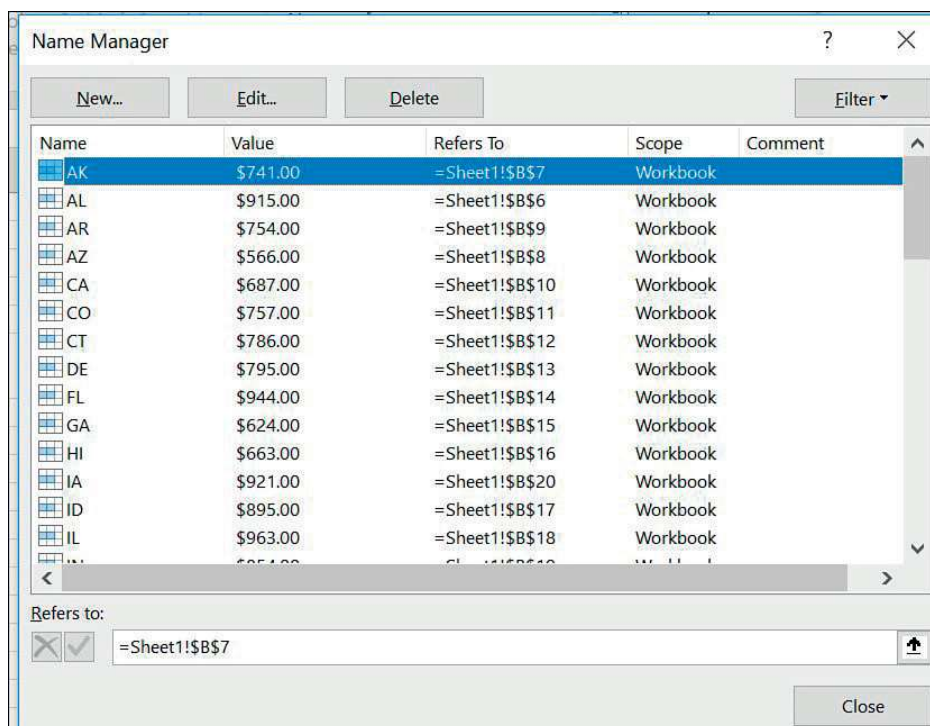 Name Manager ?
New... Edit... Delete Filter
Name Value Refers To Scope Comment
AK $741.00 =Sheet1!$B$7 Workbook
AL $915.00 =Sheet1!$B$6 Workbook
AR $754.00 =Sheet1!$B$9 Workbook
AZ $566.00 =Sheet1!$B$8 Workbook
CA $687.00 =Sheet1!$B$10 Workbook
CO $757.00 =Sheet1!$B$11 Workbook
CT $786.00 =Sheet1!$B$12 Workbook
DE $795.00 =Sheet1!$B$13 Workbook
FL $944.00 =Sheet1!$B$14 Workbook
GA $624.00 =Sheet1!$B$15 Workbook
HI $663.00 =Sheet1!$B$16 Workbook
IA $921.00 =Sheet1!$B$20 Workbook
ID $895.00 =Sheet1!$B$17 Workbook
IL $963.00 =Sheet1!$B$18 Workbook
Refers to:
=Sheet1!$B$7
Close